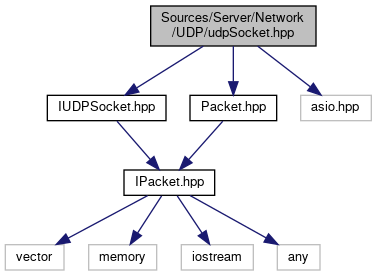 Sources/Server/Network
/UDP/udpSocket.hpp
IUDPSocket.hpp
Packet.hpp
asio.hpp
IPacket.hpp
vector
memory
iostream
any